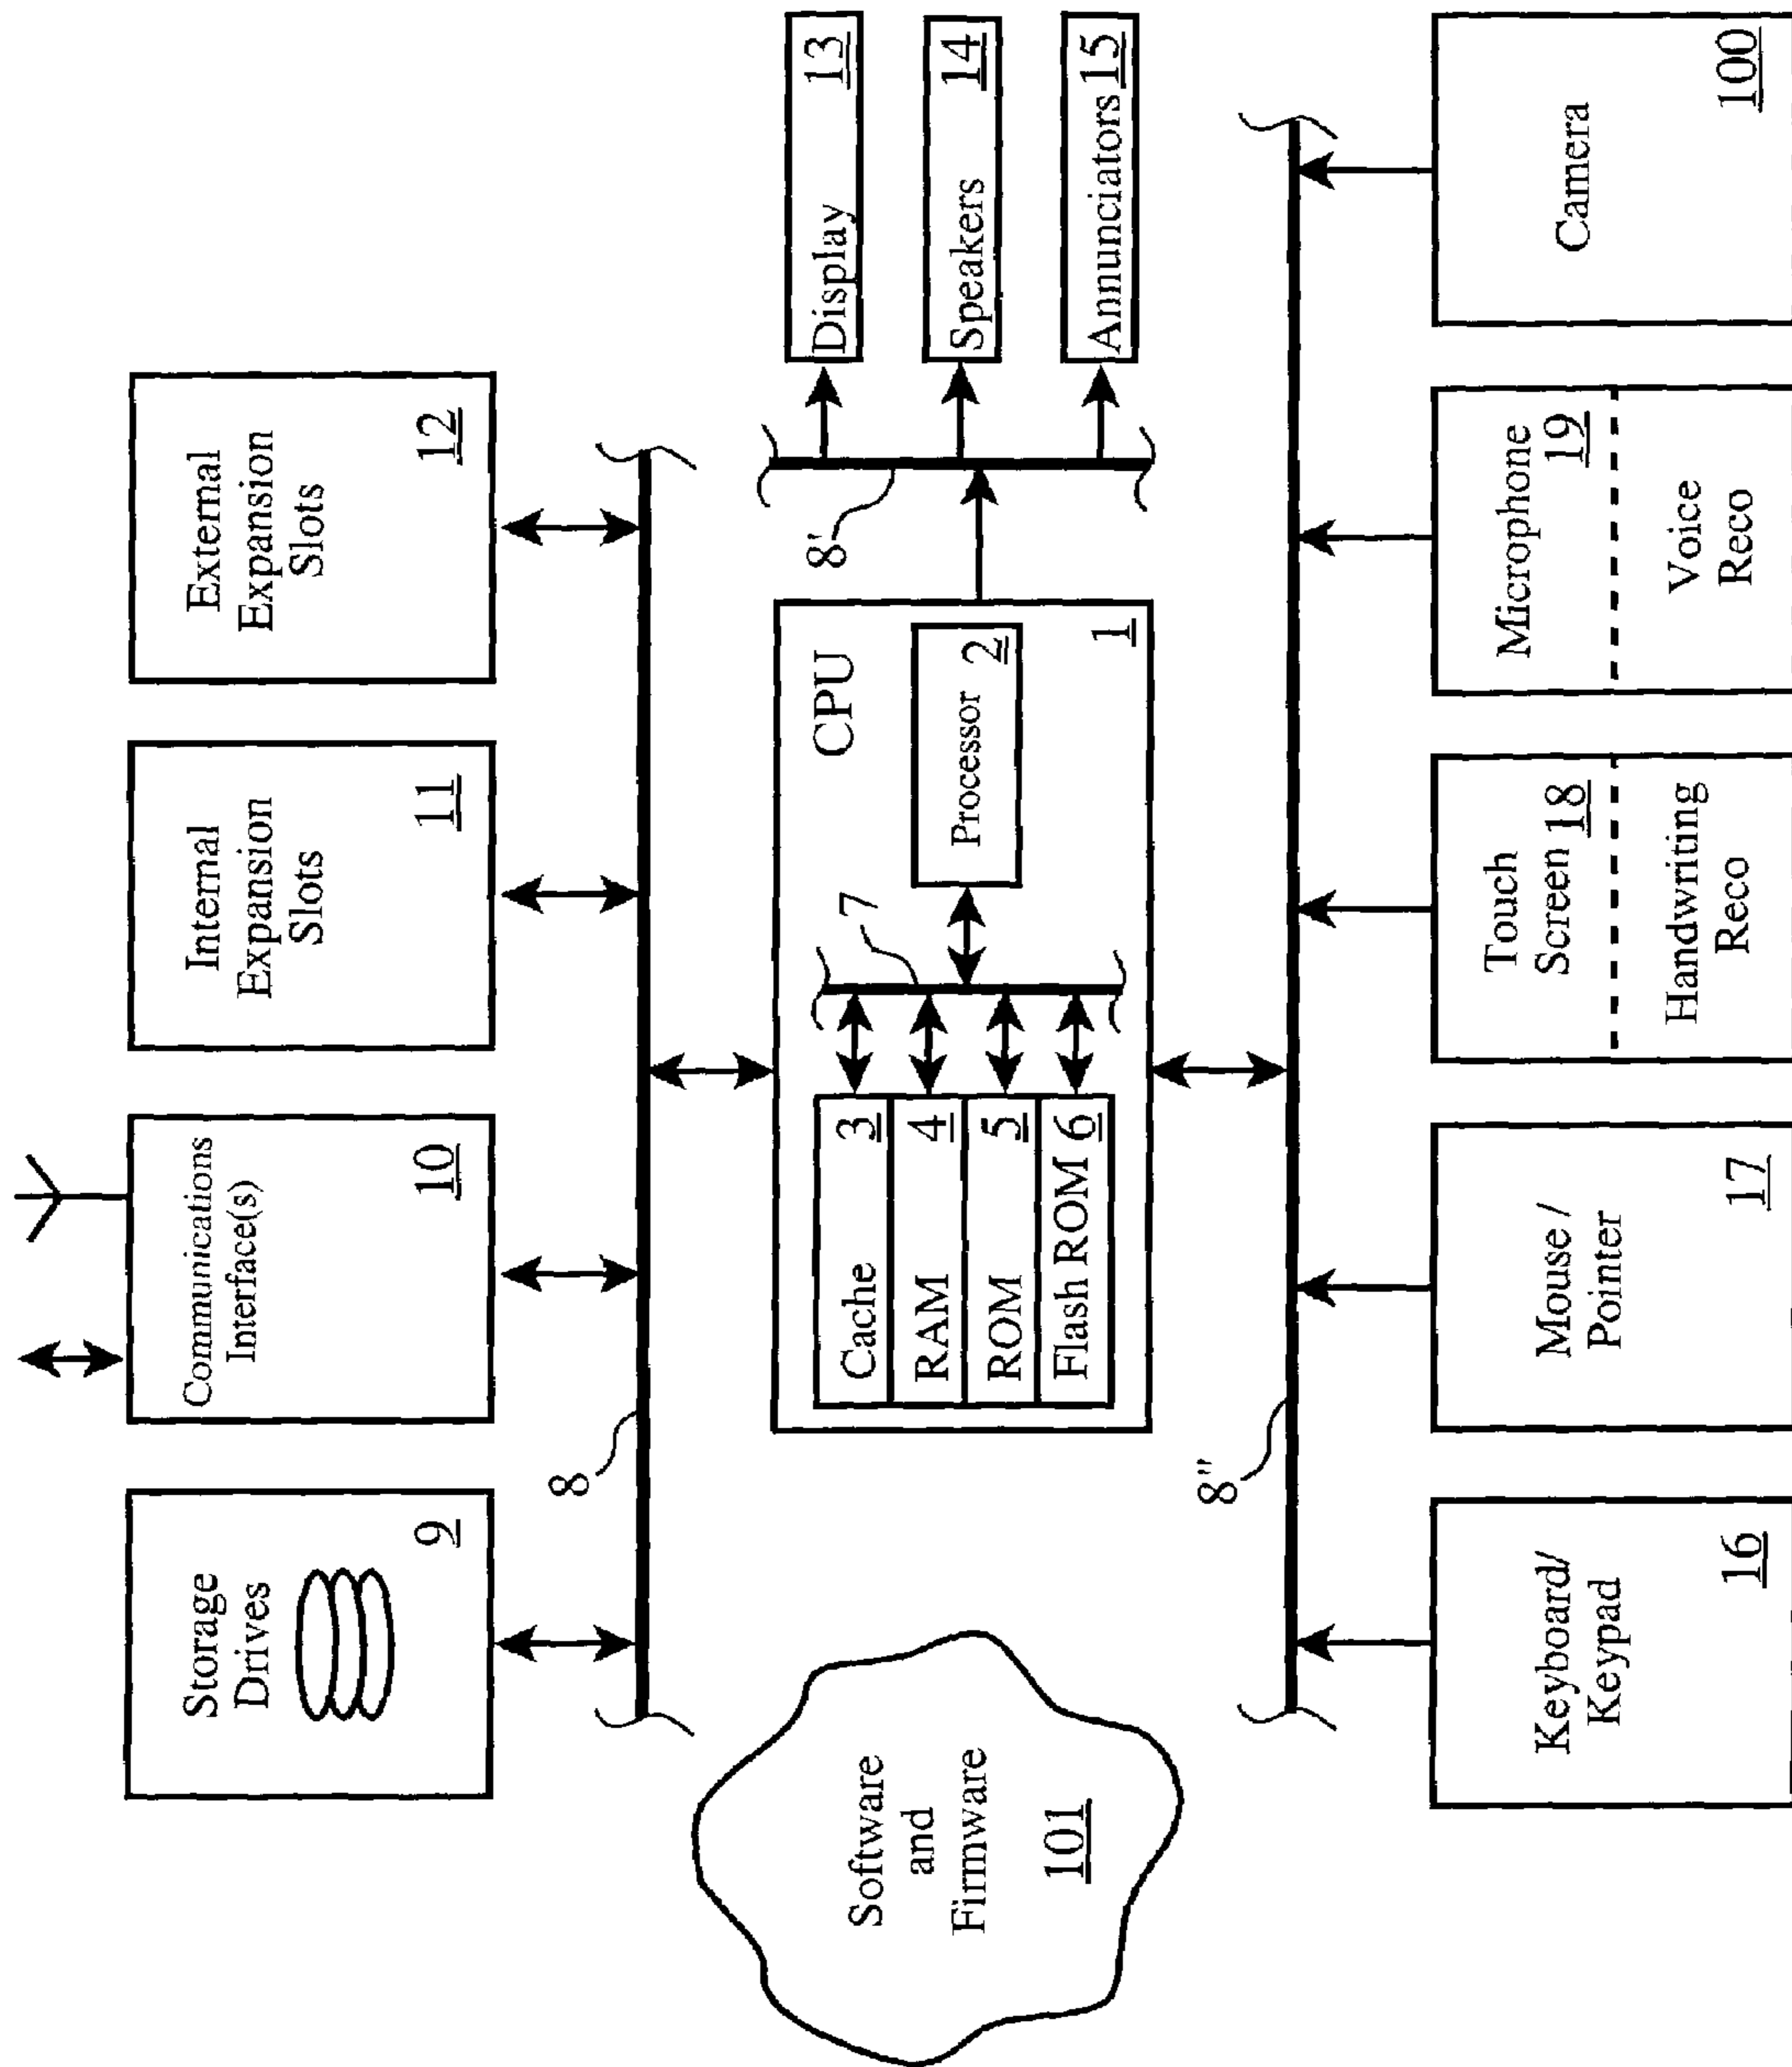 Storage
Drives
9
Communications
Interface(s)
10
Internal
Expansion
Slots
11
External
Expansion
Slots
12
8
CPU
Cache 3
RAM 4
ROM 5
Flash ROM 6
7
Processor 2
1
8'
Display 13
Speakers 14
Annunciators 15
Software
and
Firmware
101
8"
Keyboard/
Keypad
16
Mouse /
Pointer
17
Touch
Screen 18
Handwriting
Reco
Microphone
19
Voice
Reco
Camera
100